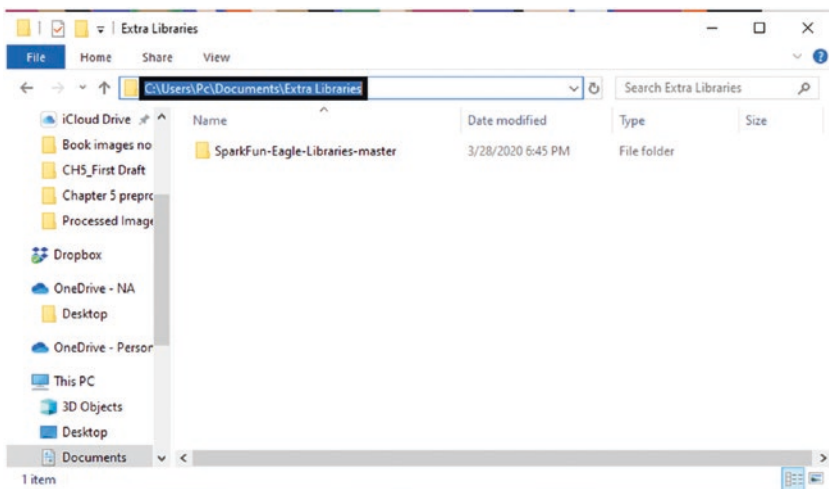 Extra Libraries
File Home Share View
C:\Users\Pc\Documents\Extra Libraries Search Extra Libraries
Name Date modified Type Size
SparkFun-Eagle-Libraries-master 3/28/2020 6:45 PM File folder
iCloud Drive
Book images no
CH5_First Draft
Chapter 5 prepro
Processed Image
Dropbox
OneDrive - NA
Desktop
OneDrive - Person
This PC
3D Objects
Desktop
Documents
1 item